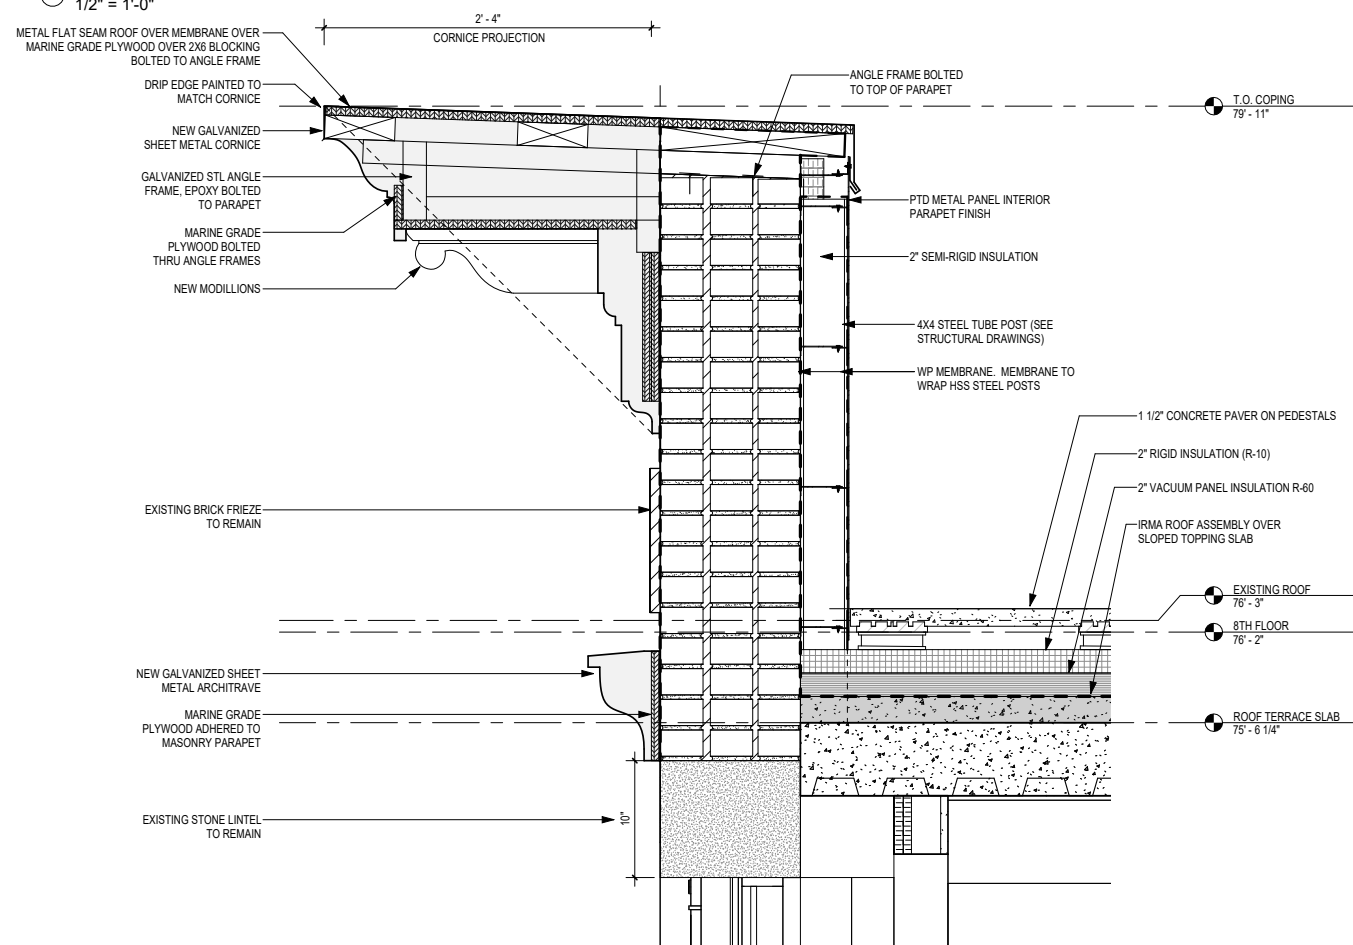 1/2" = 1'-0"
METAL FLAT SEAM ROOF OVER MEMBRANE OVER
MARINE GRADE PLYWOOD OVER 2X6 BLOCKING
BOLTED TO ANGLE FRAME
DRIP EDGE PAINTED TO
MATCH CORNICE
NEW GALVANIZED
SHEET METAL CORNICE
GALVANIZED STL ANGLE
FRAME, EPOXY BOLTED
TO PARAPET
MARINE GRADE
PLYWOOD BOLTED
THRU ANGLE FRAMES
NEW MODILLIONS
EXISTING BRICK FRIEZE
TO REMAIN
NEW GALVANIZED SHEET
METAL ARCHITRAVE
MARINE GRADE
PLYWOOD ADHERED TO
MASONRY PARAPET
EXISTING STONE LINTEL
TO REMAIN
2' - 4"
CORNICE PROJECTION
10"
ANGLE FRAME BOLTED
TO TOP OF PARAPET
PTD METAL PANEL INTERIOR
PARAPET FINISH
2" SEMI-RIGID INSULATION
4X4 STEEL TUBE POST (SEE
STRUCTURAL DRAWINGS)
WP MEMBRANE. MEMBRANE TO
WRAP HSS STEEL POSTS
1 1/2" CONCRETE PAVER ON PEDESTALS
2" RIGID INSULATION (R-10)
2" VACUUM PANEL INSULATION R-60
IRMA ROOF ASSEMBLY OVER
SLOPED TOPPING SLAB
T.O. COPING
79' - 11"
EXISTING ROOF
76' - 3"
8TH FLOOR
76' - 2"
ROOF TERRACE SLAB
75' - 6 1/4"